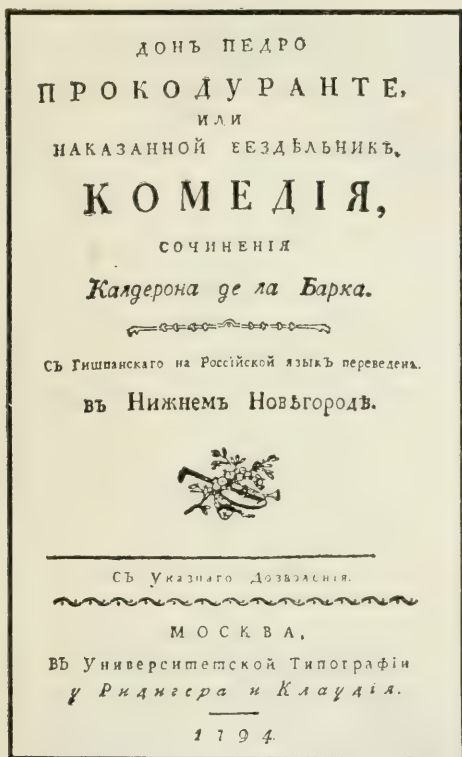 ДОНЪ ПЕДРО
ПРОКОДУРАНТЕ,
ИЛИ
НАКАЗАННОЙ БЕЗДѢЛЬНИКЪ,
КОМЕДІЯ,
СОЧИНЕНІЯ
Калдерона де ла Барка.
Съ Гишпанскаго на Россійской языкъ переведена.
въ Нижнемъ Новѣгородѣ.
Съ Указнаго Дозволенія.
МОСКВА,
Въ Университетской Типографіи
у Ридигера и Клаудія.
1794.